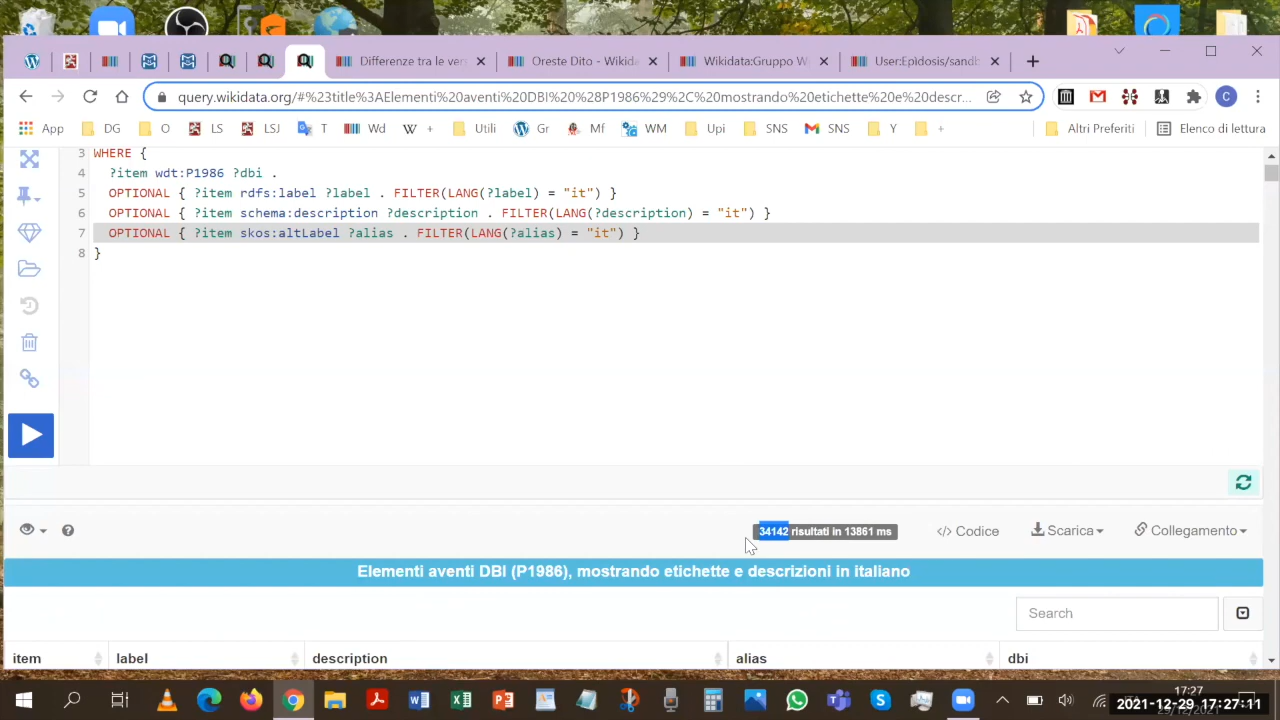 Differenze tra le ver
Oreste Dito - Wikida
Wikidata:Gruppo W
User:Epìdosis/sandb
query.wikidata.org/#%23title%3AElementi%20aventi%20DBI%20%28P1986%29%2C%20mostrando%20etichette%20e%20descr...
C
App
DG
O
LS
LSJ
T
Wd
+
Utili
Gr
Mf
WM
Upi
SNS
SNS
Y
+
Altri Preferiti
Elenco di lettura
3 WHERE {
4 ?item wdt:P1986 ?dbi .
5 OPTIONAL { ?item rdfs:label ?label . FILTER(LANG(?label) = "it") }
6 OPTIONAL { ?item schema:description ?description . FILTER(LANG(?description) = "it") }
7 OPTIONAL { ?item skos:altLabel ?alias . FILTER(LANG(?alias) = "it") }
8 }
34142 risultati in 13861 ms
</> Codice
Scarica
Collegamento
Elementi aventi DBI (P1986), mostrando etichette e descrizioni in italiano
Search
item
label
description
alias
dbi
17:27
2021-12-29 17:27:11